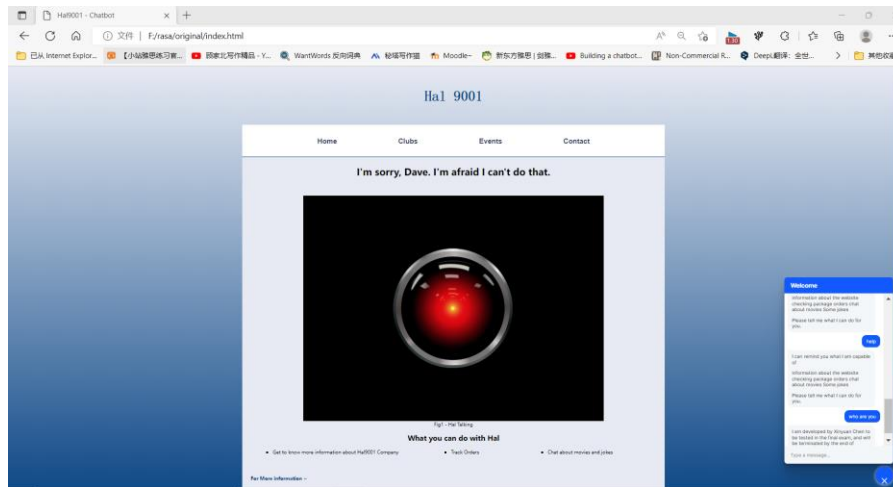 Hal9001 - Chatbot
文件 | F:/rasa/original/index.html
已从 Internet Explor...
WantWords 反向词典
Moodle-
Building a chatbot...
Non-Commercial R...
DeepL翻译：全世...
Hal 9001
Home Clubs Events Contact
I'm sorry, Dave. I'm afraid I can't do that.
Fig1 - Hal Talking
What you can do with Hal
Get to know more information about Hal9001 Company
Track Orders
Chat about movies and jokes
For More Information -
Welcome
information about the website
checking package orders chat
about movies Some jokes
Please tell me what I can do for
you.
help
I can remind you what I am capable
of
information about the website
checking package orders chat
about movies Some jokes
Please tell me what I can do for
you.
who are you
I am developed by Xinyuan Chen to
be tested in the final exam, and will
be terminated by the end of
Type a message...